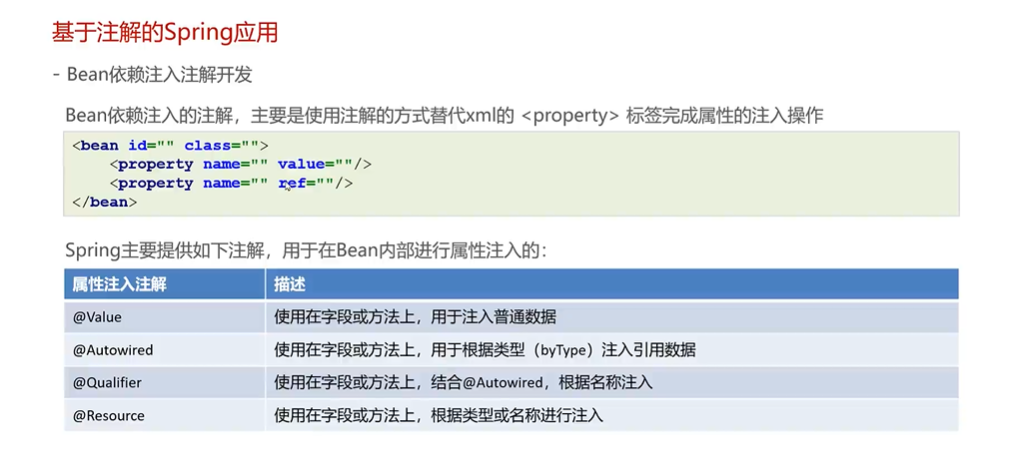 基于注解的Spring应用
- Bean依赖注入注解开发
Bean依赖注入的注解，主要是使用注解的方式替代xml的 <property> 标签完成属性的注入操作
<bean id="" class="">
    <property name="" value=""/>
    <property name="" ref=""/>
</bean>
Spring主要提供如下注解，用于在Bean内部进行属性注入的：
属性注入注解 描述
@Value 使用在字段或方法上，用于注入普通数据
@Autowired 使用在字段或方法上，用于根据类型（byType）注入引用数据
@Qualifier 使用在字段或方法上，结合@Autowired，根据名称注入
@Resource 使用在字段或方法上，根据类型或名称进行注入